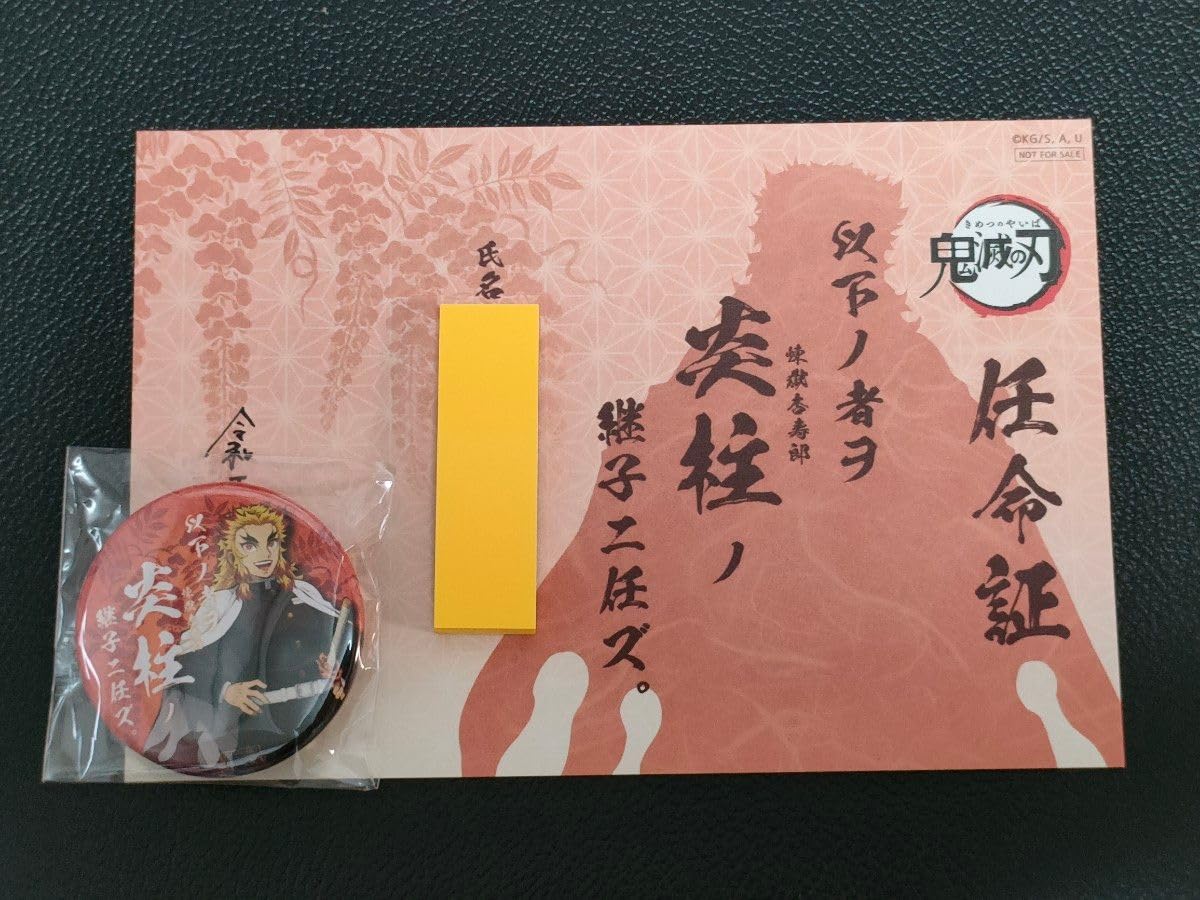 ©KG/S, A, U
NOT FOR SALE
きめつのやいば
鬼滅の刃
任命証
以下ノ者ヲ
煉獄杏寿郎
炎柱ノ
継子ニ任ズ。
氏名
令和
以下ノ者
炎柱ノ
継子ニ任ズ。